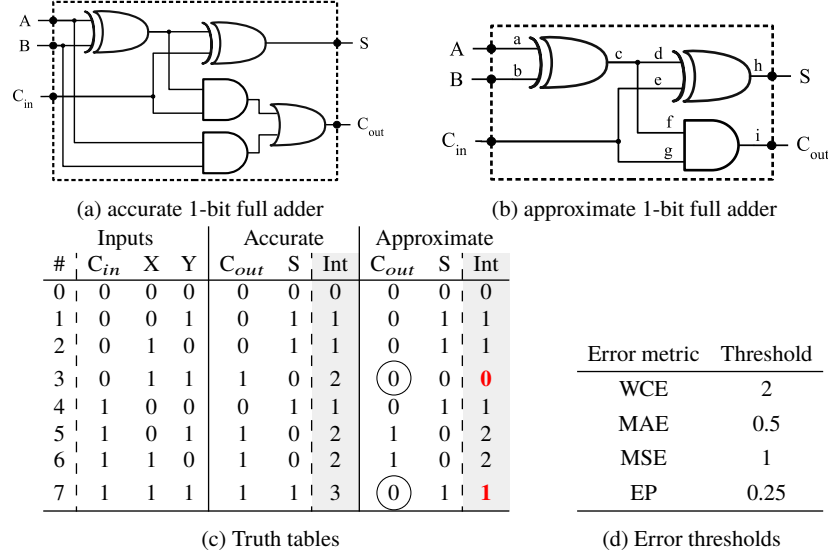 A
B
C_in
S
C_out
(a) accurate 1-bit full adder
A
B
C_in
a
b
c
d
e
f
g
h
i
S
C_out
(b) approximate 1-bit full adder
Inputs Accurate Approximate
# C_in X Y C_out S Int C_out S Int
0 0 0 0 0 0 0 0 0 0
1 0 0 1 0 1 1 0 1 1
2 0 1 0 0 1 1 0 1 1
3 0 1 1 1 0 2 0 0 0
4 1 0 0 0 1 1 0 1 1
5 1 0 1 1 0 2 1 0 2
6 1 1 0 1 0 2 1 0 2
7 1 1 1 1 1 3 0 1 1
(c) Truth tables
Error metric Threshold
WCE 2
MAE 0.5
MSE 1
EP 0.25
(d) Error thresholds